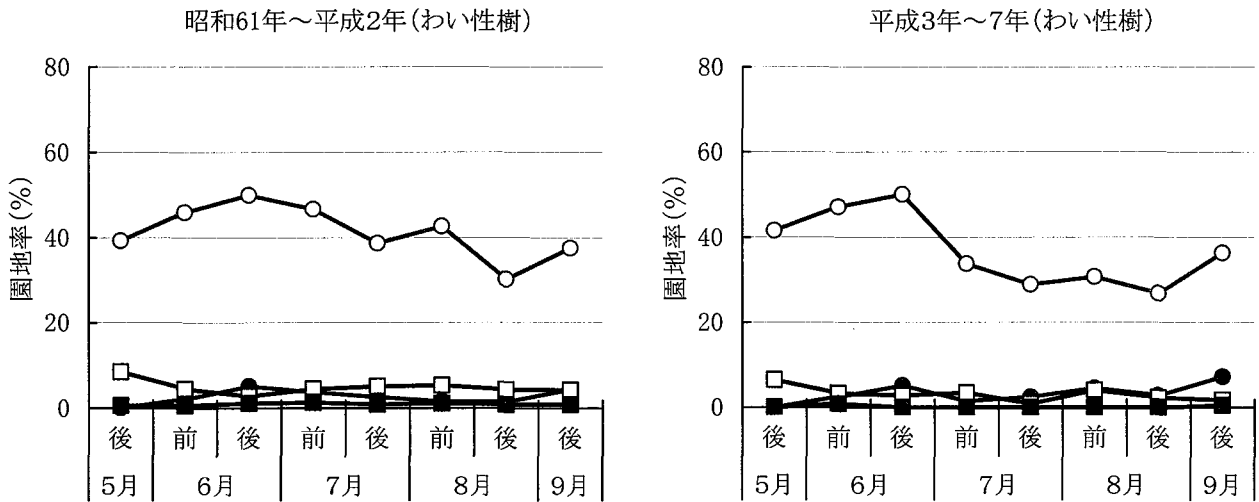 昭和61年～平成2年(わい性樹)
園地率(%)
80
60
40
20
0
後 前 後 前 後 前 後 後
5月 6月 7月 8月 9月
平成3年～7年(わい性樹)
園地率(%)
80
60
40
20
0
後 前 後 前 後 前 後 後
5月 6月 7月 8月 9月